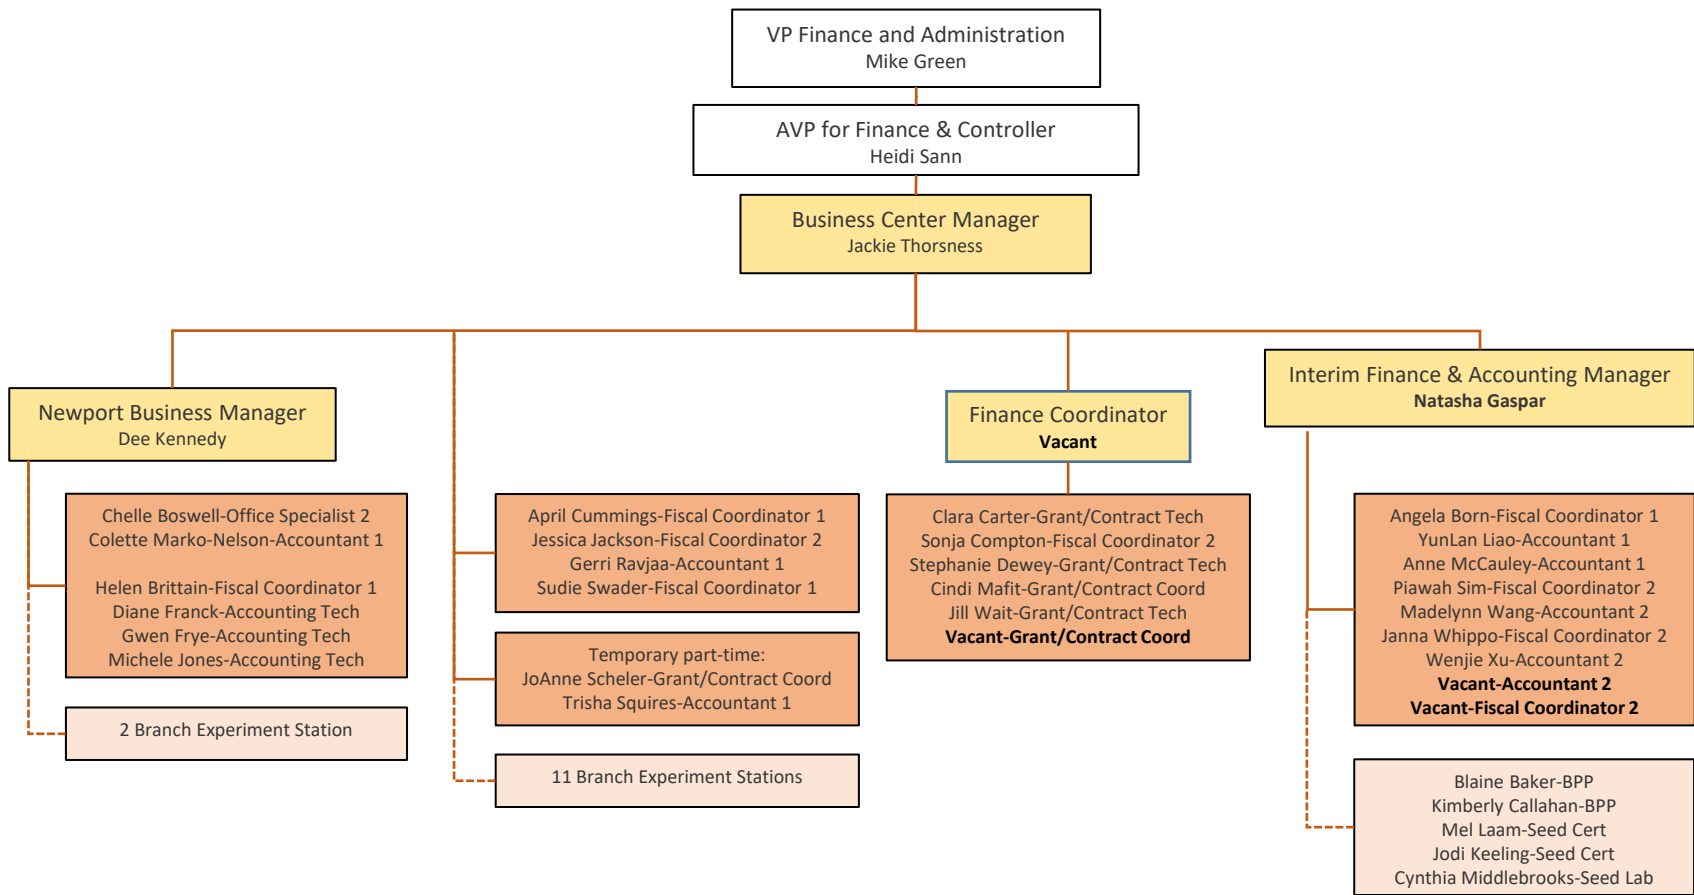 VP Finance and Administration
Mike Green
AVP for Finance & Controller
Heidi Sann
Business Center Manager
Jackie Thorsness
Newport Business Manager
Dee Kennedy
Chelle Boswell-Office Specialist 2
Colette Marko-Nelson-Accountant 1
Helen Brittain-Fiscal Coordinator 1
Diane Franck-Accounting Tech
Gwen Frye-Accounting Tech
Michele Jones-Accounting Tech
2 Branch Experiment Station
April Cummings-Fiscal Coordinator 1
Jessica Jackson-Fiscal Coordinator 2
Gerri Ravjaa-Accountant 1
Sudie Swader-Fiscal Coordinator 1
Temporary part-time:
JoAnne Scheler-Grant/Contract Coord
Trisha Squires-Accountant 1
11 Branch Experiment Stations
Finance Coordinator
Vacant
Clara Carter-Grant/Contract Tech
Sonja Compton-Fiscal Coordinator 2
Stephanie Dewey-Grant/Contract Tech
Cindi Mafit-Grant/Contract Coord
Jill Wait-Grant/Contract Tech
Vacant-Grant/Contract Coord
Interim Finance & Accounting Manager
Natasha Gaspar
Angela Born-Fiscal Coordinator 1
YunLan Liao-Accountant 1
Anne McCauley-Accountant 1
Piawah Sim-Fiscal Coordinator 2
Madelynn Wang-Accountant 2
Janna Whippo-Fiscal Coordinator 2
Wenjie Xu-Accountant 2
Vacant-Accountant 2
Vacant-Fiscal Coordinator 2
Blaine Baker-BPP
Kimberly Callahan-BPP
Mel Laam-Seed Cert
Jodi Keeling-Seed Cert
Cynthia Middlebrooks-Seed Lab